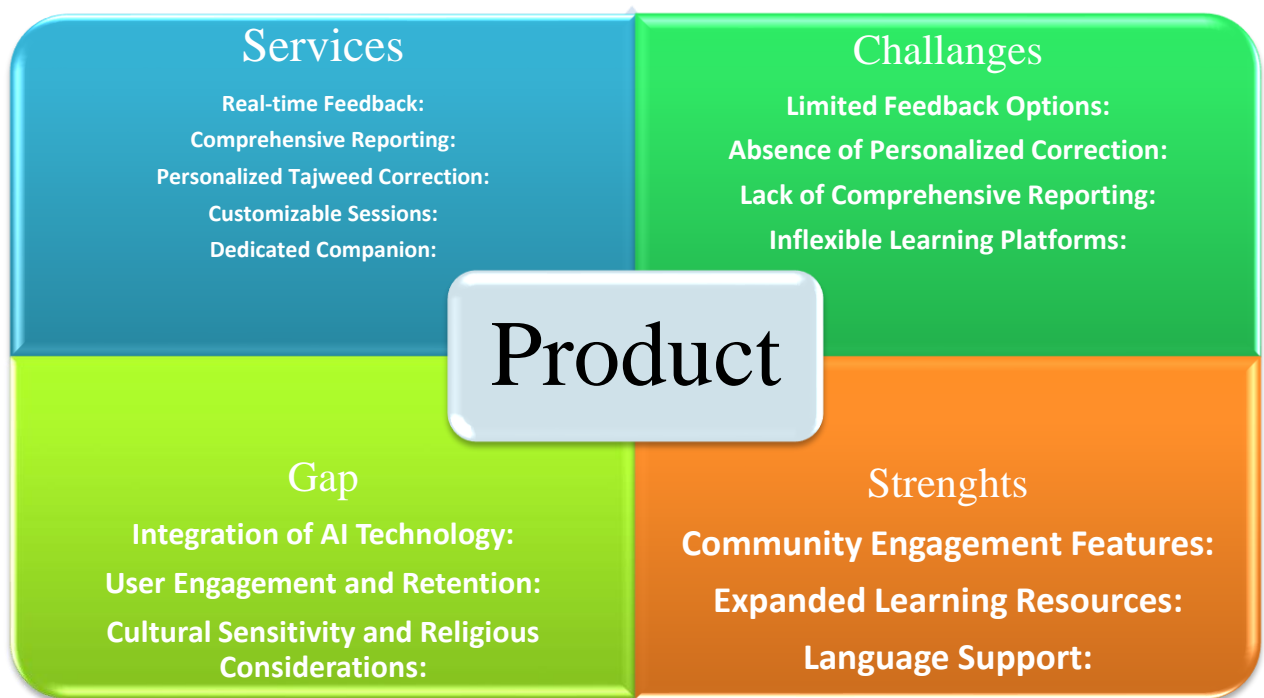 Services
Real-time Feedback:
Comprehensive Reporting:
Personalized Tajweed Correction:
Customizable Sessions:
Dedicated Companion:
Challanges
Limited Feedback Options:
Absence of Personalized Correction:
Lack of Comprehensive Reporting:
Inflexible Learning Platforms:
Product
Gap
Integration of AI Technology:
User Engagement and Retention:
Cultural Sensitivity and Religious
Considerations:
Strenghts
Community Engagement Features:
Expanded Learning Resources:
Language Support: